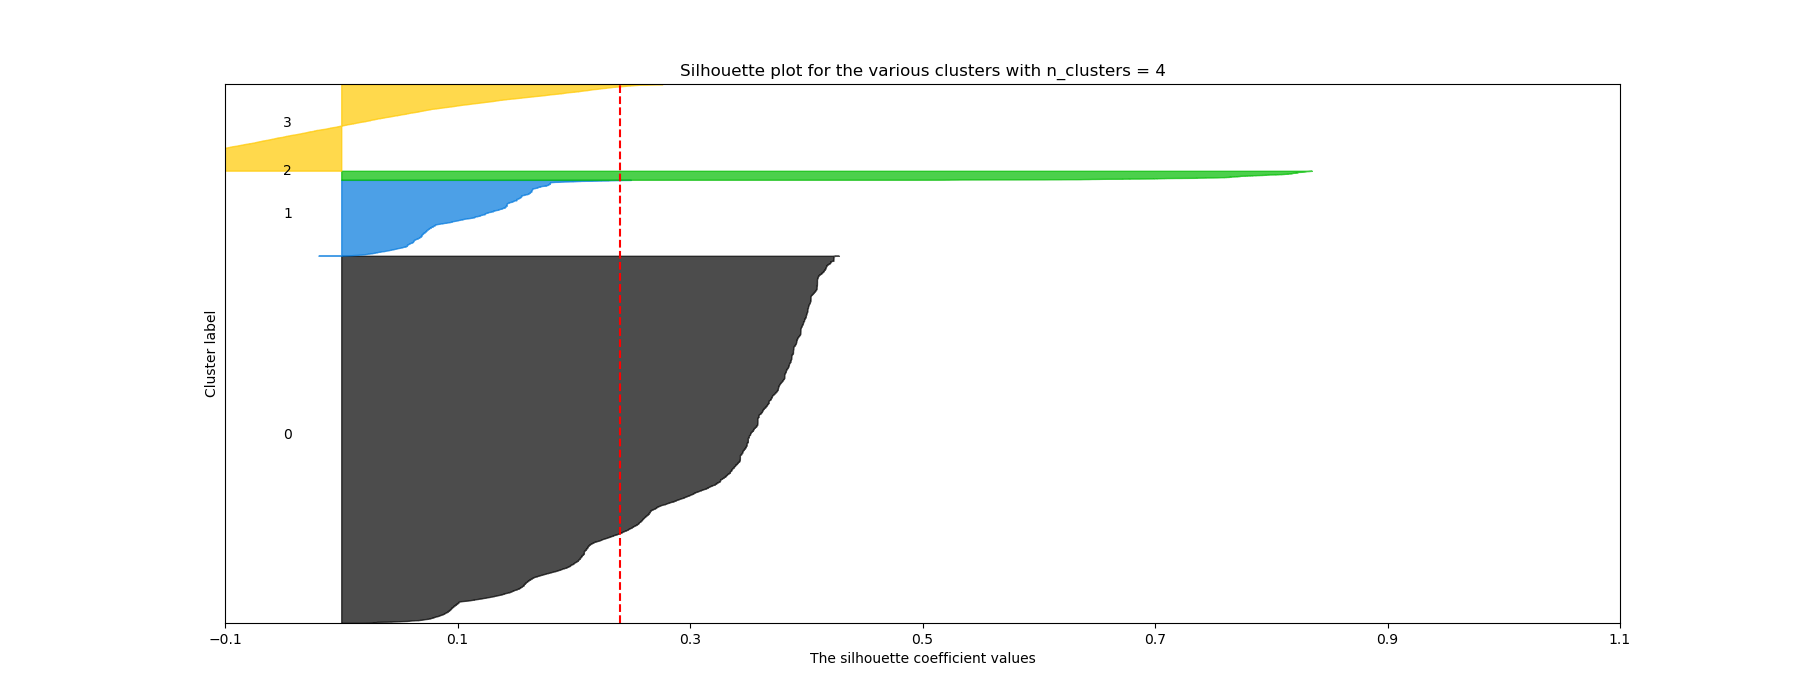 Silhouette plot for the various clusters with n_clusters = 4
3
2
1
0
Cluster label
−0.1 0.1 0.3 0.5 0.7 0.9 1.1
The silhouette coefficient values